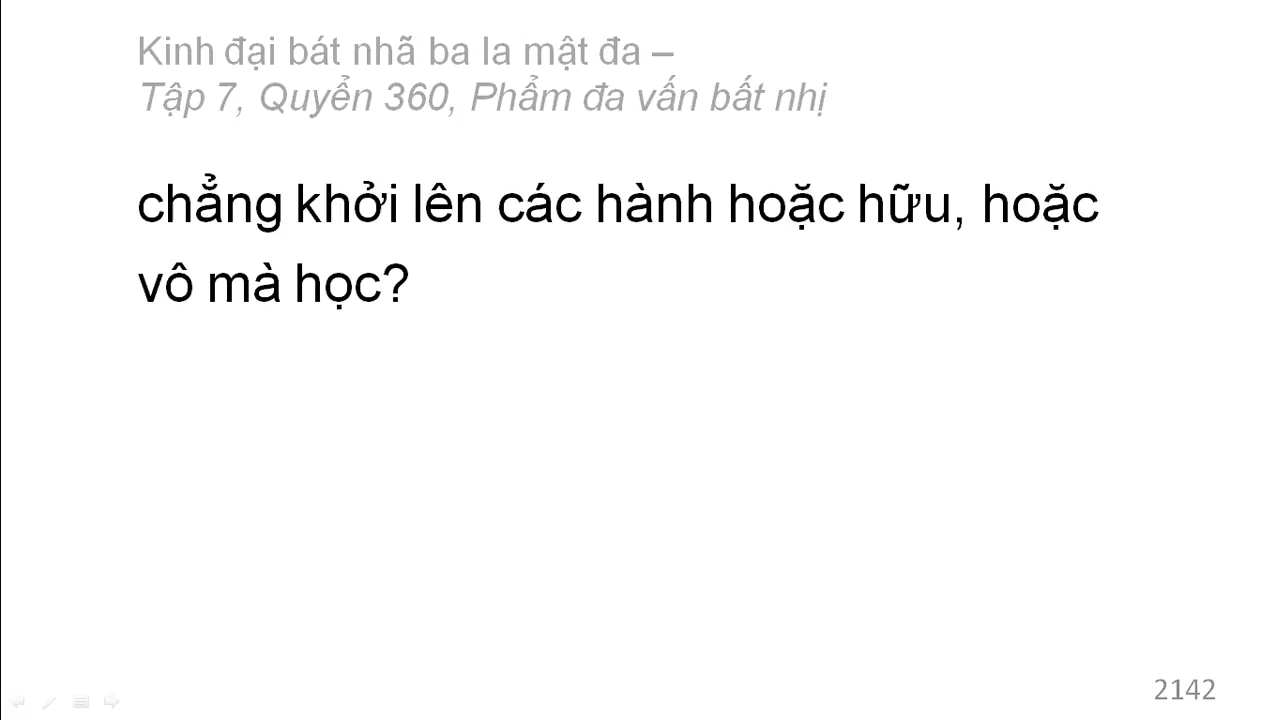 Kinh đại bát nhã ba la mật đa –
Tập 7, Quyển 360, Phẩm đa vấn bất nhị
chẳng khởi lên các hành hoặc hữu, hoặc
vô mà học?
2142